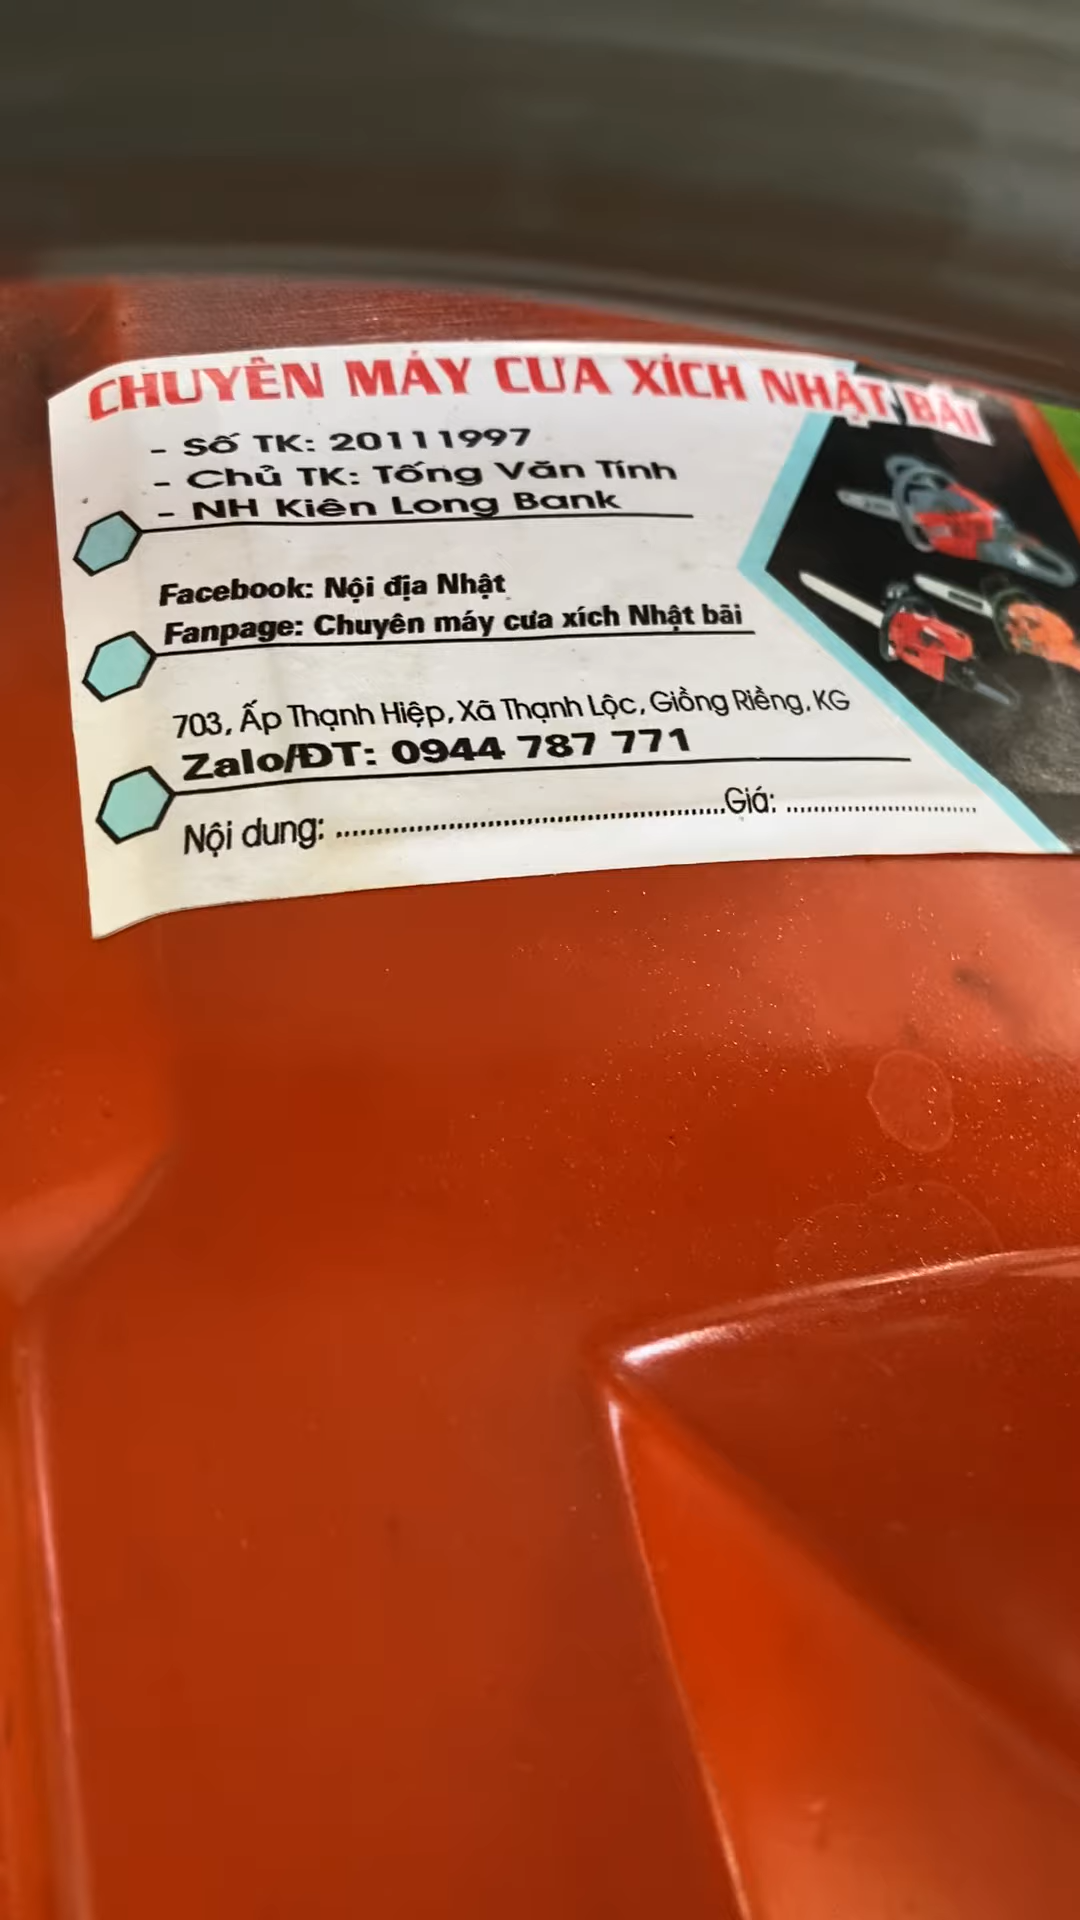 CHUYÊN MÁY CƯA XÍCH NHẬT BÃI
- Số TK: 20111997
- Chủ TK: Tống Văn Tính
- NH Kiên Long Bank
Facebook: Nội địa Nhật
Fanpage: Chuyên máy cưa xích Nhật bãi
703, Ấp Thạnh Hiệp, Xã Thạnh Lộc, Giồng Riềng, KG
Zalo/ĐT: 0944 787 771
Nội dung: ................................................Giá: .............................